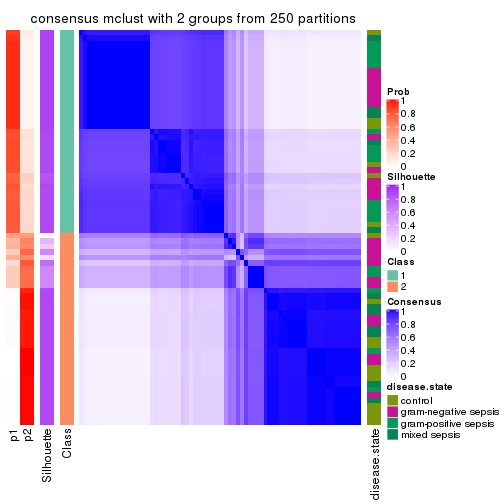 consensus mclust with 2 groups from 250 partitions
Prob
1
0.8
0.6
0.4
0.2
0
Silhouette
1
0.8
0.6
0.4
0.2
0
Class
1
2
Consensus
1
0.8
0.6
0.4
0.2
0
disease.state
control
gram-negative sepsis
gram-positive sepsis
mixed sepsis
p1
p2
Silhouette
Class
disease.state